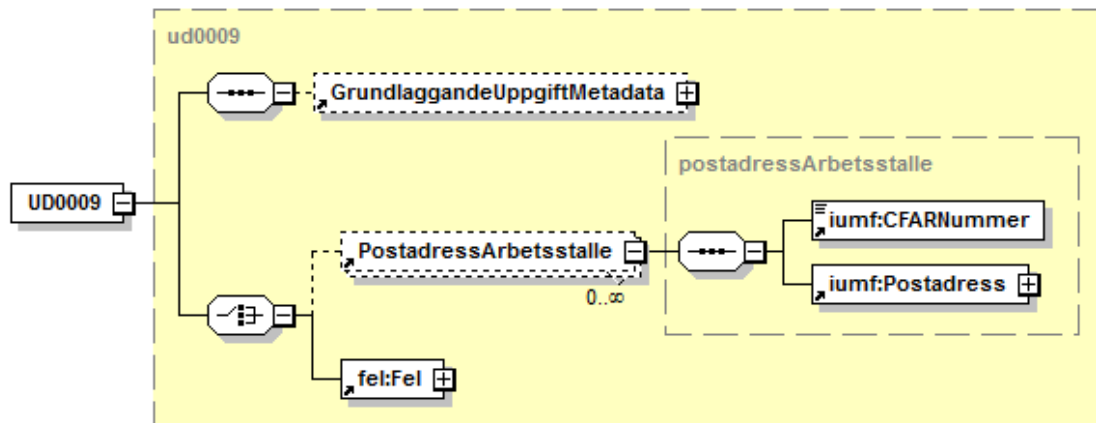 ud0009
GrundlaggandeUppgiftMetadata
postadressArbetsstalle
UD0009
iumf:CFARNummer
PostadressArbetsstalle
iumf:Postadress
0..∞
fel:Fel